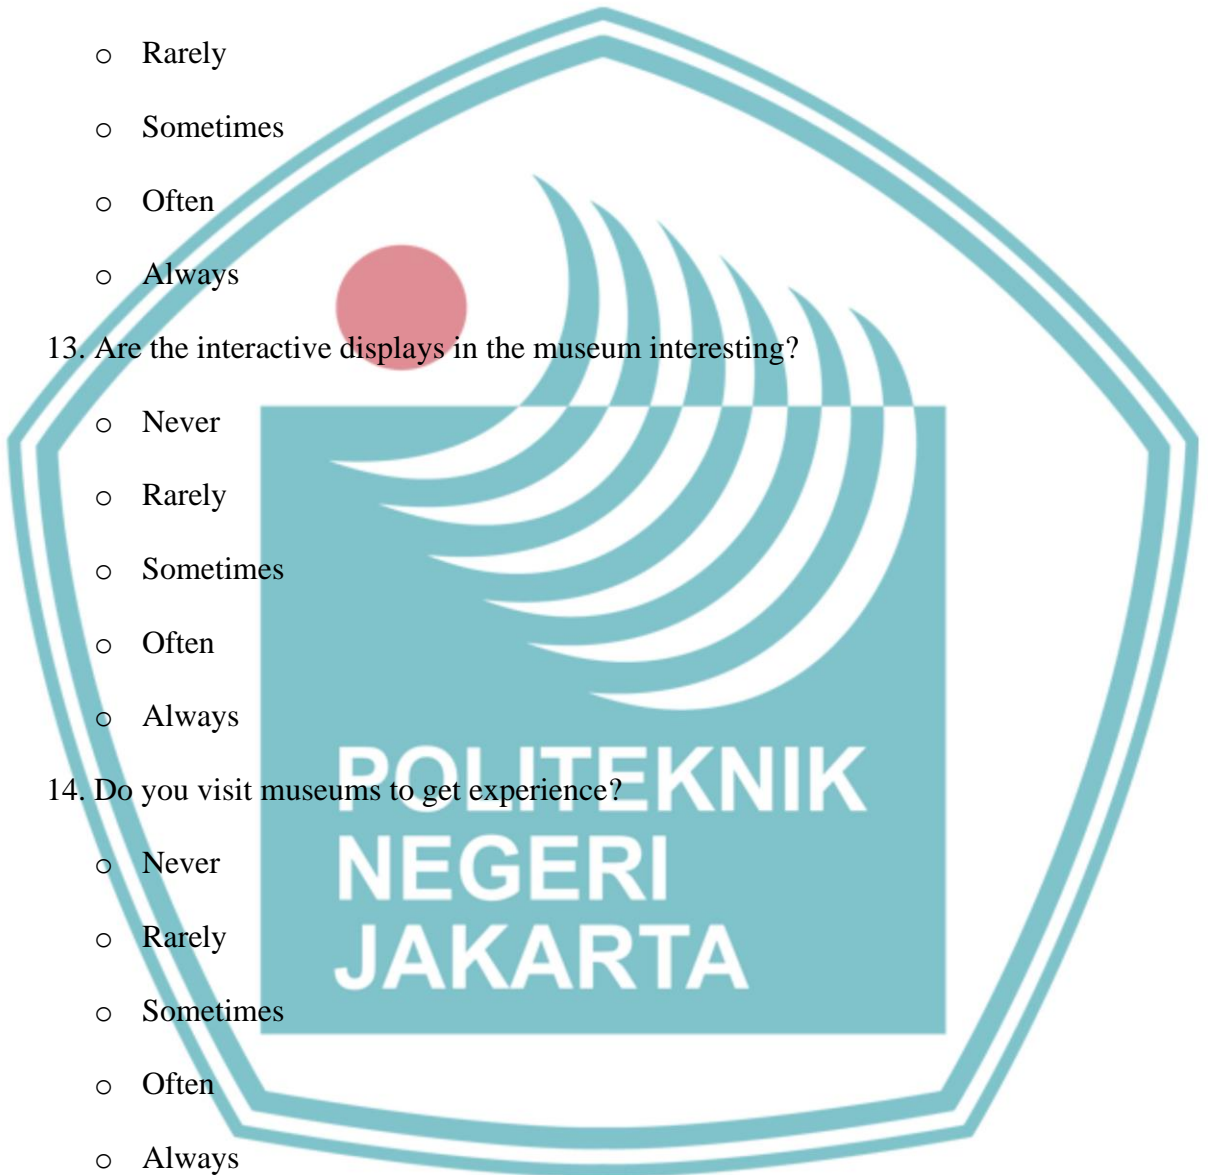 o Rarely
o Sometimes
o Often
o Always
13. Are the interactive displays in the museum interesting?
o Never
o Rarely
o Sometimes
o Often
o Always
14. Do you visit museums to get experience?
o Never
o Rarely
o Sometimes
o Often
o Always
POLITEKNIK
NEGERI
JAKARTA